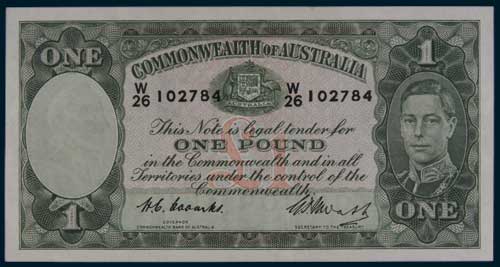 ONE
COMMONWEALTH OF AUSTRALIA
1
W/26 102784
W/26 102784
AUSTRALIA
This Note is legal tender for
ONE POUND
in the Commonwealth and in all
Territories under the control of the
Commonwealth.
£1
GOVERNOR
COMMONWEALTH BANK OF AUSTRALIA
SECRETARY TO THE TREASURY
1
ONE